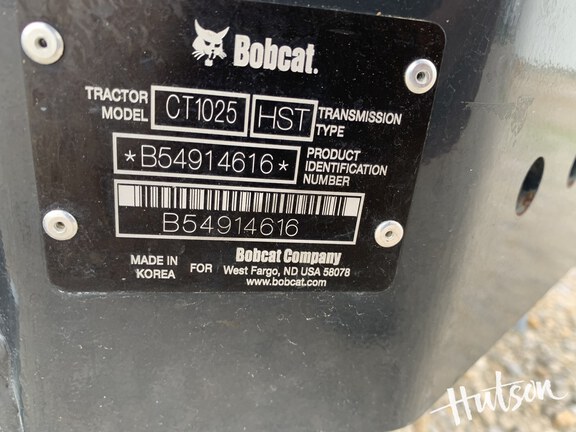 Bobcat.
TRACTOR MODEL CT1025 HST TRANSMISSION TYPE
*B54914616* PRODUCT IDENTIFICATION NUMBER
B54914616
MADE IN KOREA FOR Bobcat Company
West Fargo, ND USA 58078
www.bobcat.com
Hutson